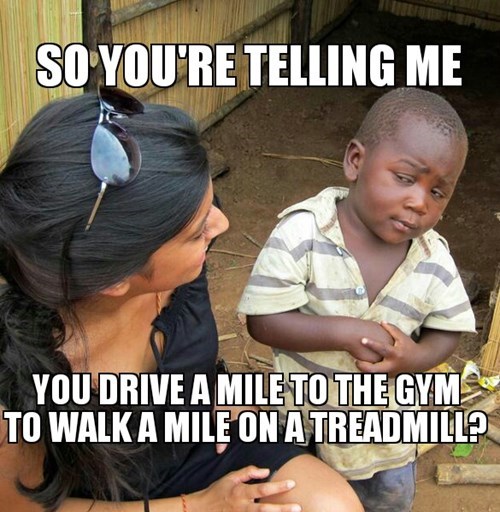 SO YOU'RE TELLING ME
YOU DRIVE A MILE TO THE GYM
TO WALK A MILE ON A TREADMILL?